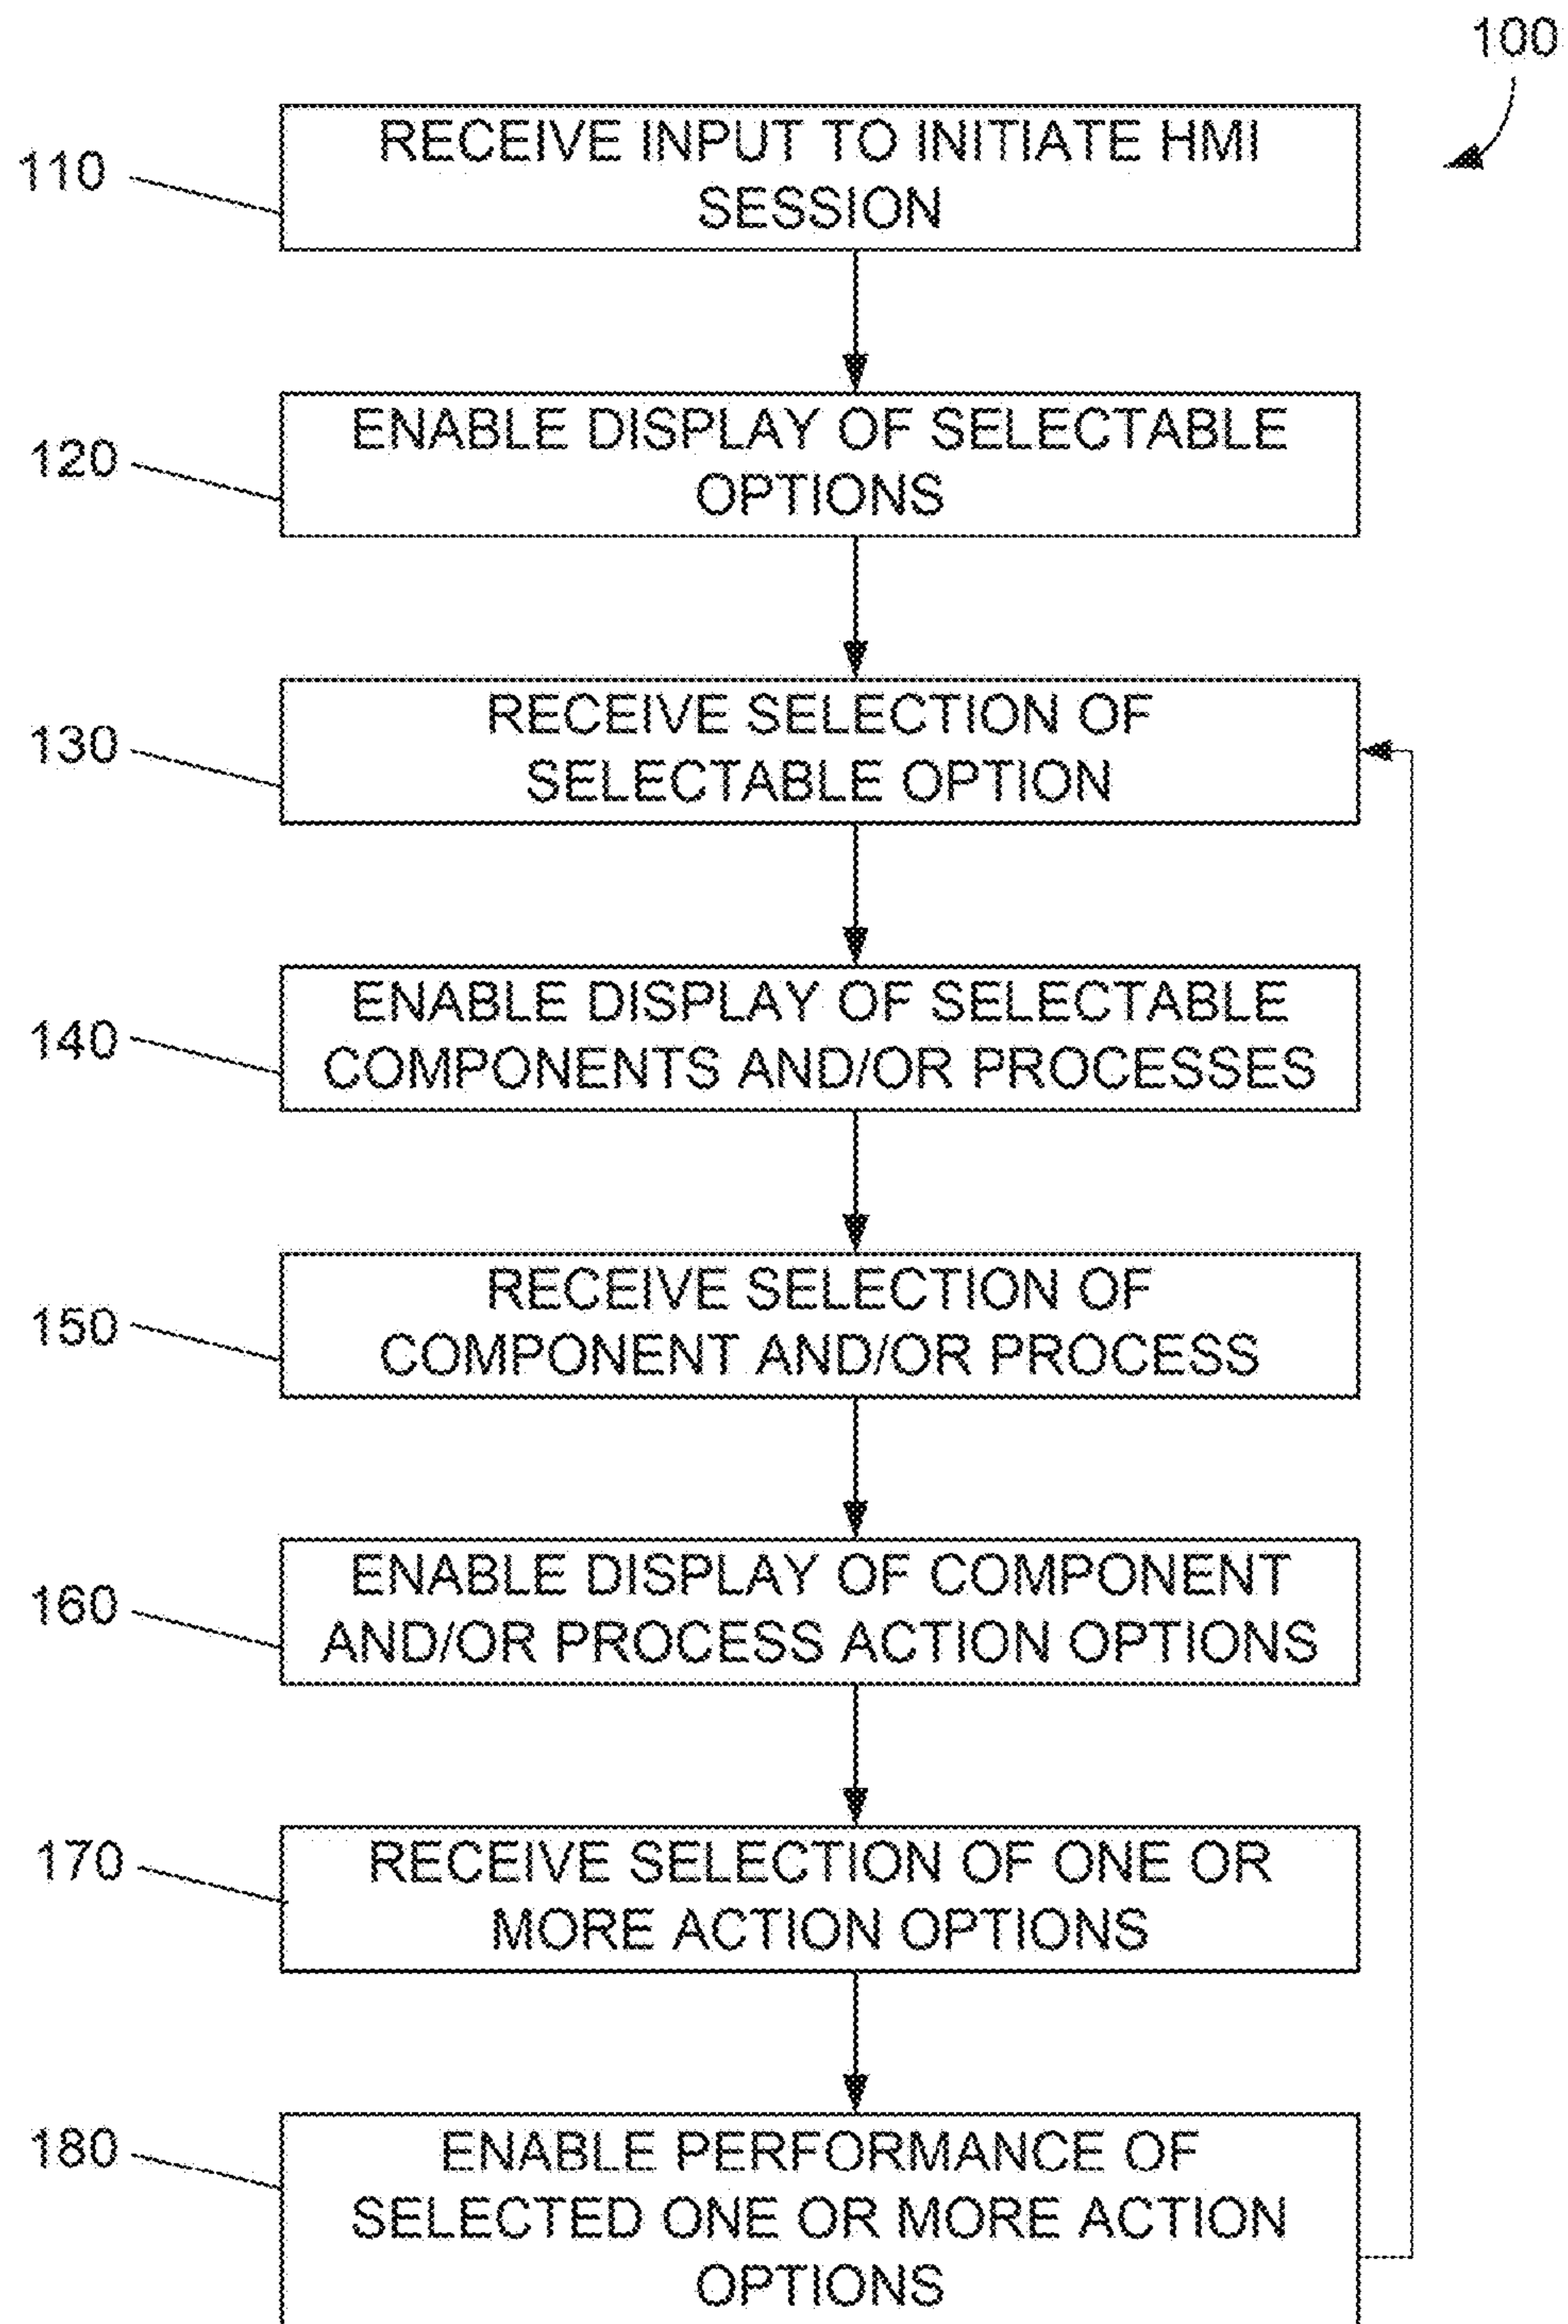 100
110
RECEIVE INPUT TO INITIATE HMI
SESSION
120
ENABLE DISPLAY OF SELECTABLE
OPTIONS
130
RECEIVE SELECTION OF
SELECTABLE OPTION
140
ENABLE DISPLAY OF SELECTABLE
COMPONENTS AND/OR PROCESSES
150
RECEIVE SELECTION OF
COMPONENT AND/OR PROCESS
160
ENABLE DISPLAY OF COMPONENT
AND/OR PROCESS ACTION OPTIONS
170
RECEIVE SELECTION OF ONE OR
MORE ACTION OPTIONS
180
ENABLE PERFORMANCE OF
SELECTED ONE OR MORE ACTION
OPTIONS